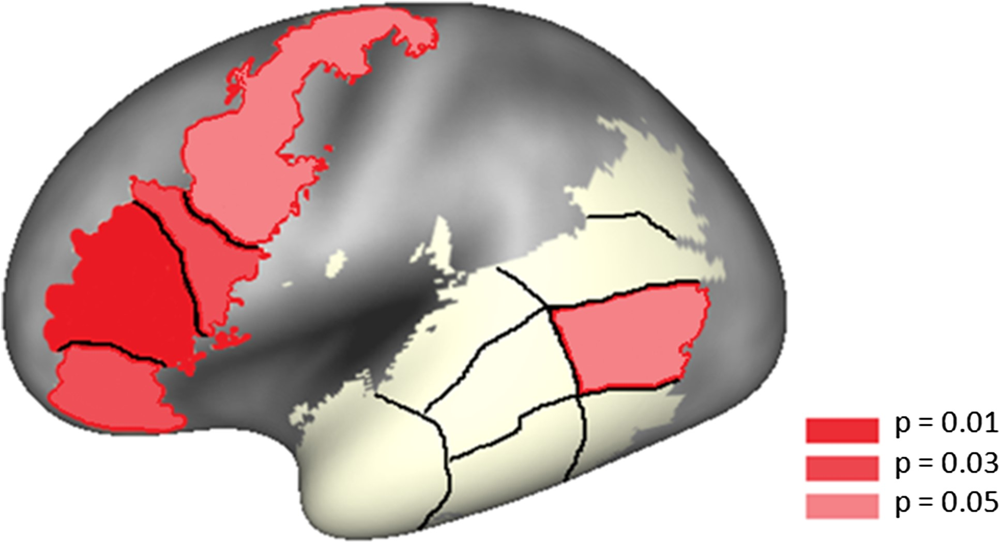 p = 0.01
p = 0.03
p = 0.05